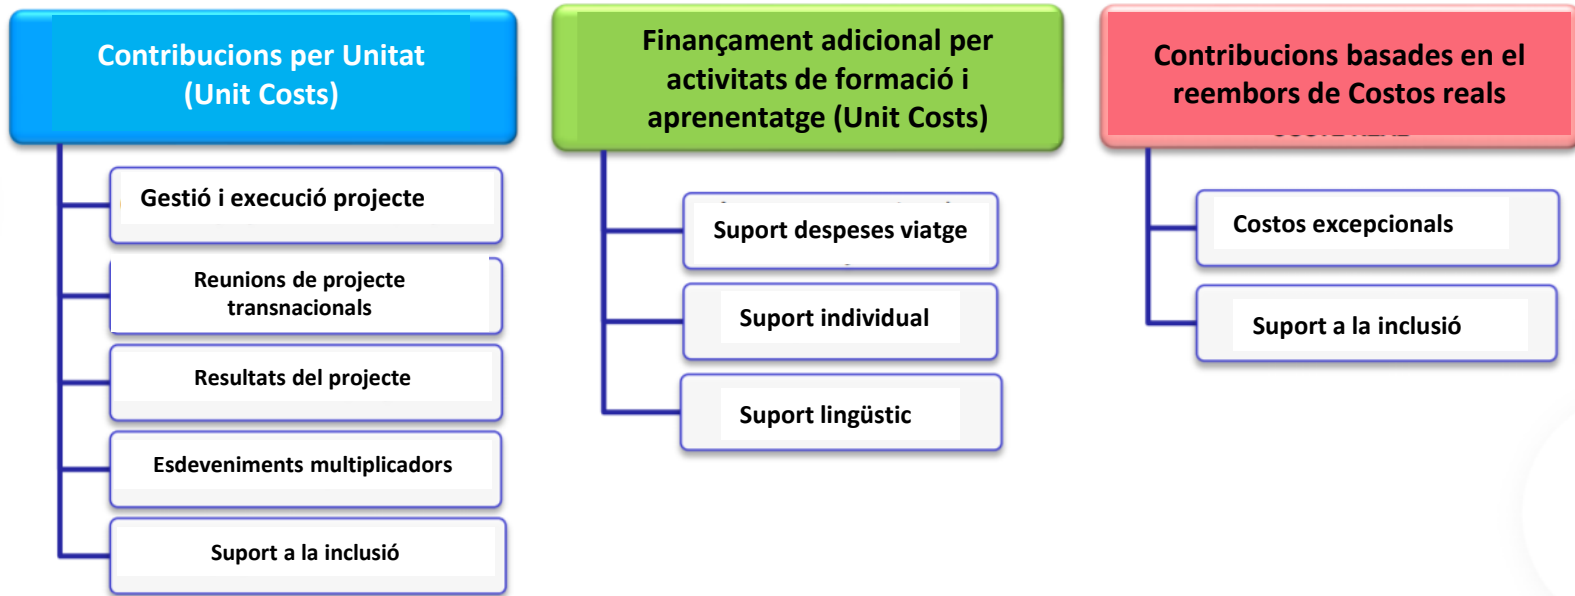 Contribucions per Unitat
(Unit Costs)
Gestió i execució projecte
Reunions de projecte
transnacionals
Resultats del projecte
Esdeveniments multiplicadors
Suport a la inclusió
Finançament adicional per
activitats de formació i
aprenentatge (Unit Costs)
Suport despeses viatge
Suport individual
Suport lingüstic
Contribucions basades en el
reembors de Costos reals
Costos excepcionals
Suport a la inclusió